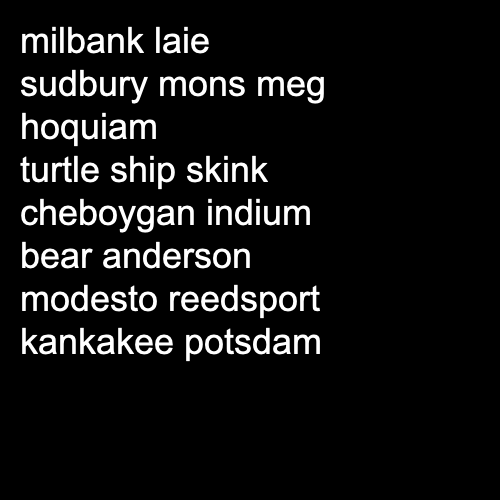 milbank laie
sudbury mons meg
hoquiam
turtle ship skink
cheboygan indium
bear anderson
modesto reedsport
kankakee potsdam